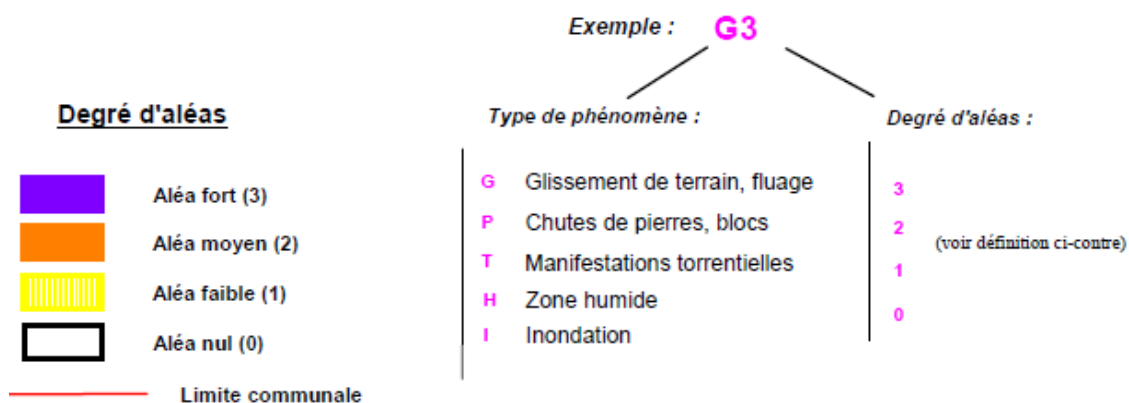 Exemple : G3
Degré d'aléas
Type de phénomène :
Degré d'aléas :
Aléa fort (3)
Aléa moyen (2)
Aléa faible (1)
Aléa nul (0)
Limite communale
G Glissement de terrain, fluage
P Chutes de pierres, blocs
T Manifestations torrentielles
H Zone humide
I Inondation
3
2
1
0
(voir définition ci-contre)